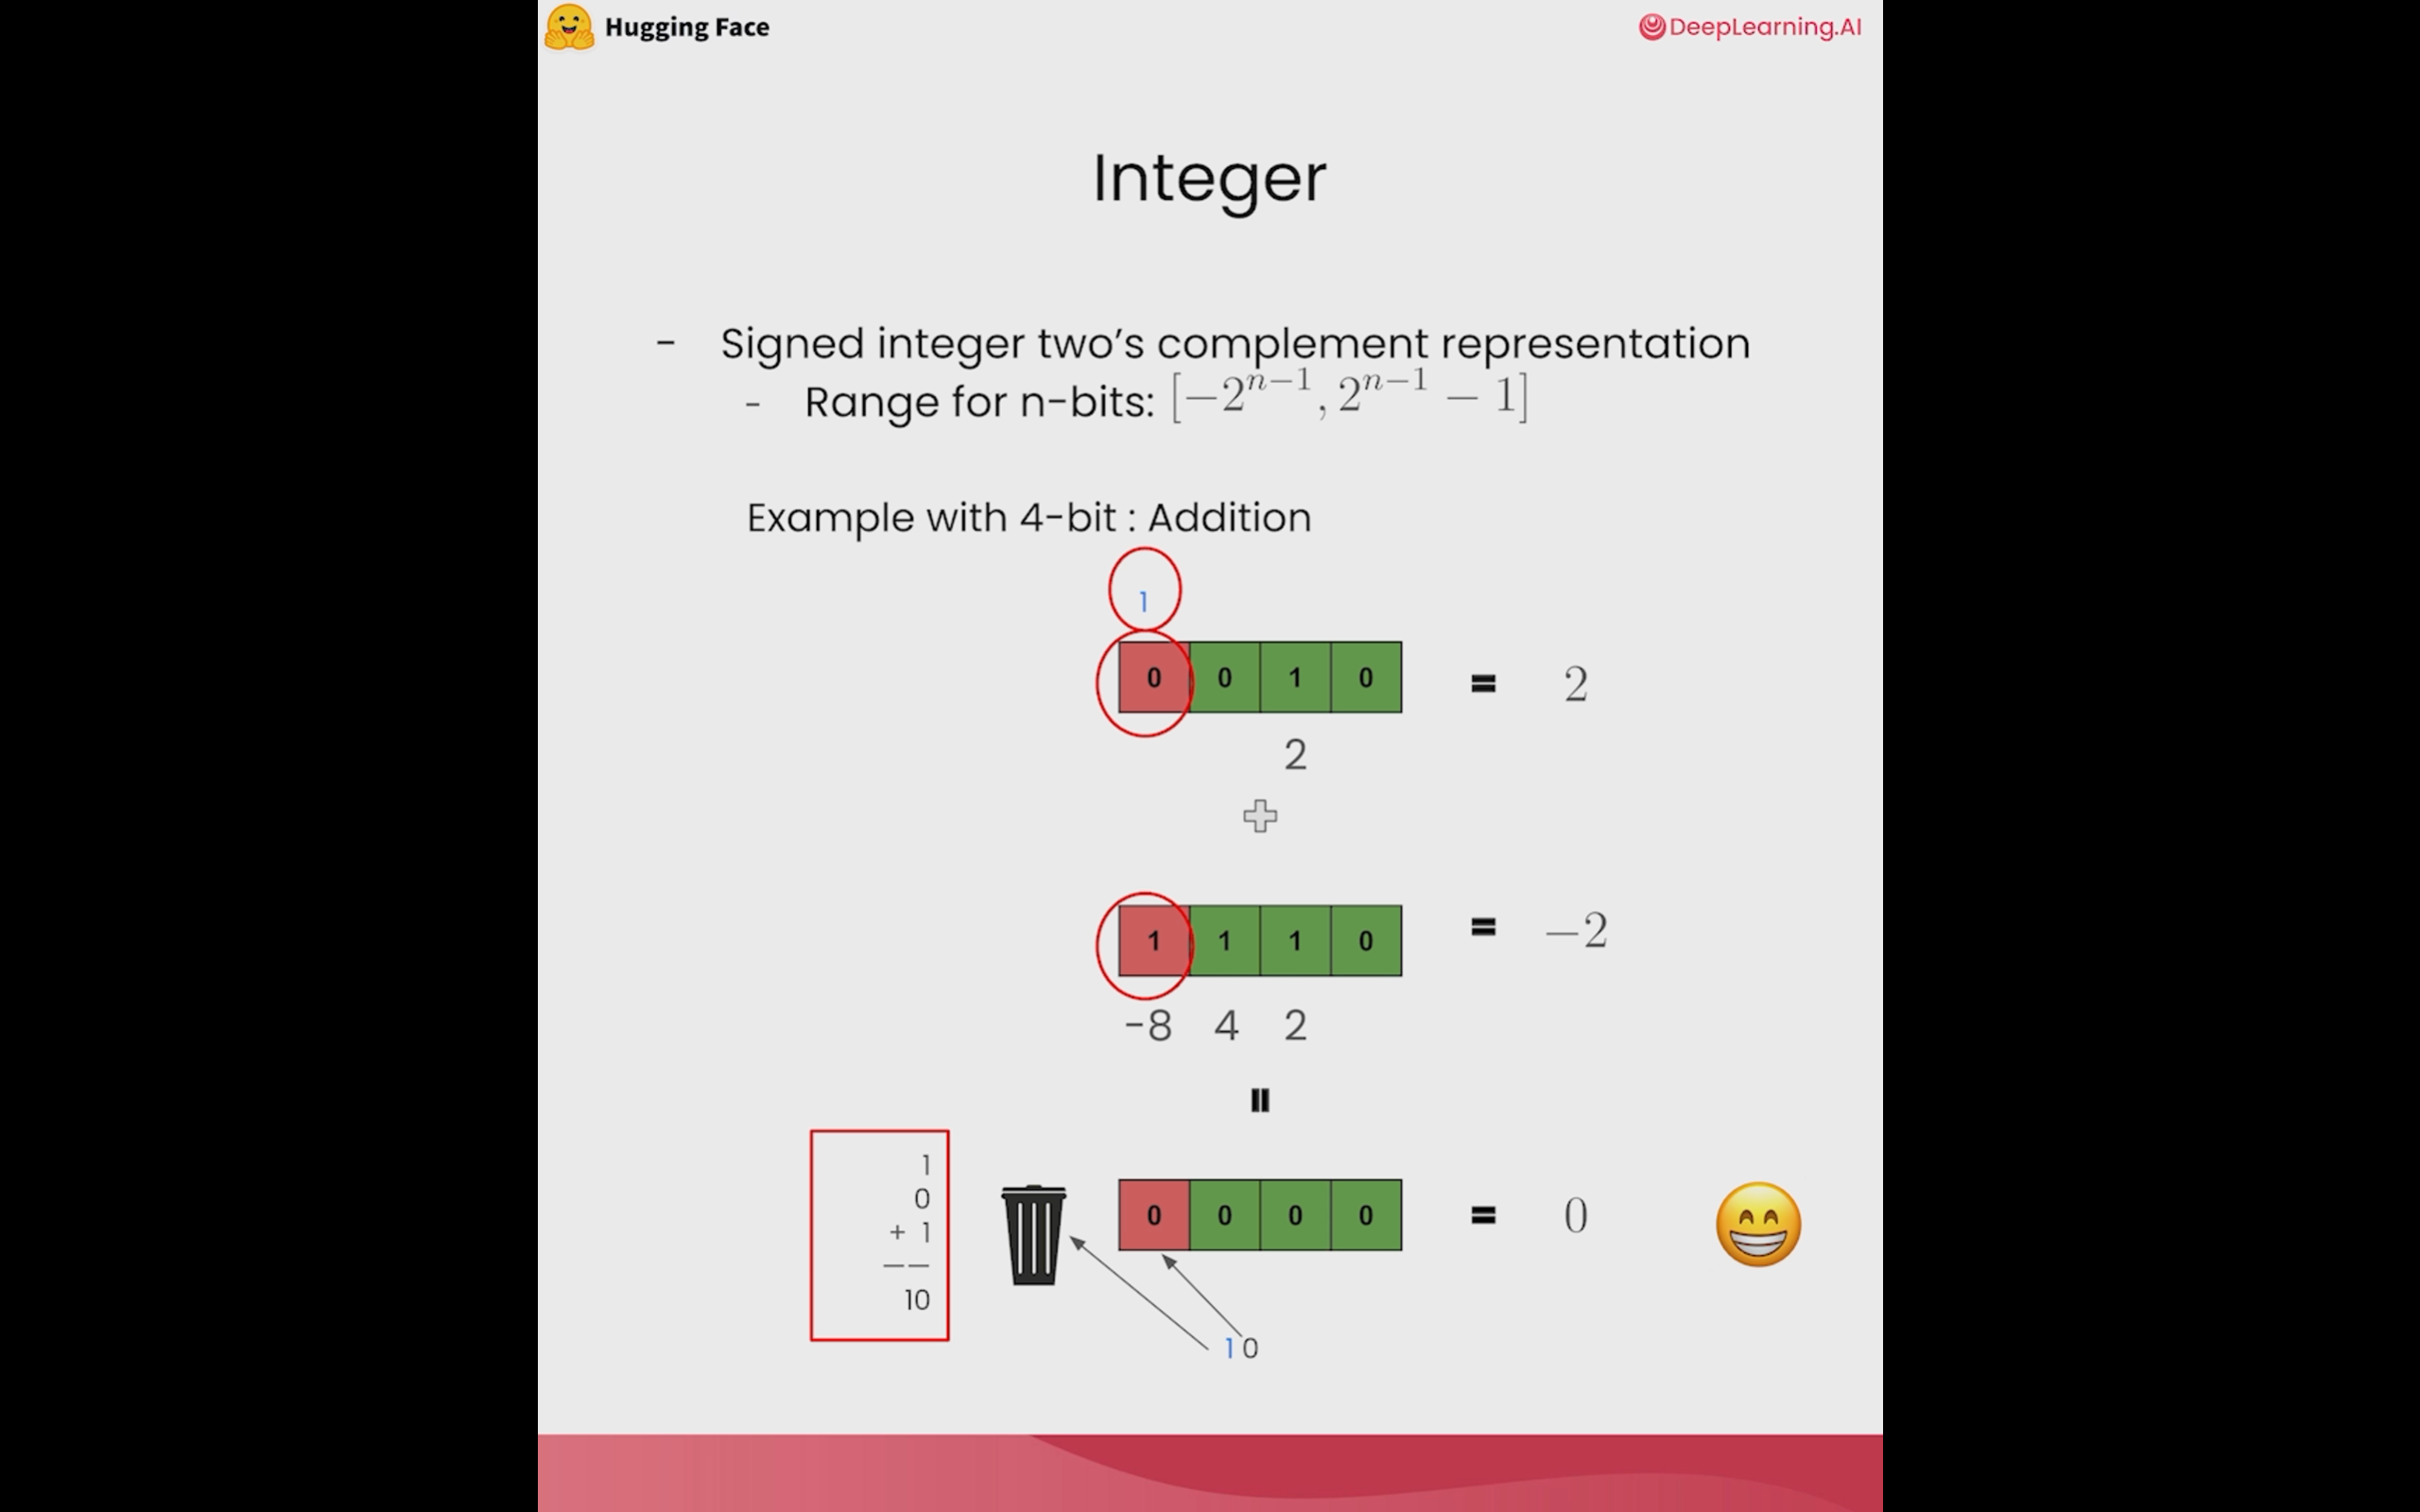 Hugging Face
DeepLearning.AI
Integer
- Signed integer two’s complement representation
- Range for n-bits: [−2^{n−1}, 2^{n−1} − 1]
Example with 4-bit : Addition
1
0 0 1 0 = 2
2
1 1 1 0 = −2
-8 4 2
=
1
0
+ 1
——
10
0 0 0 0 = 0
1 0